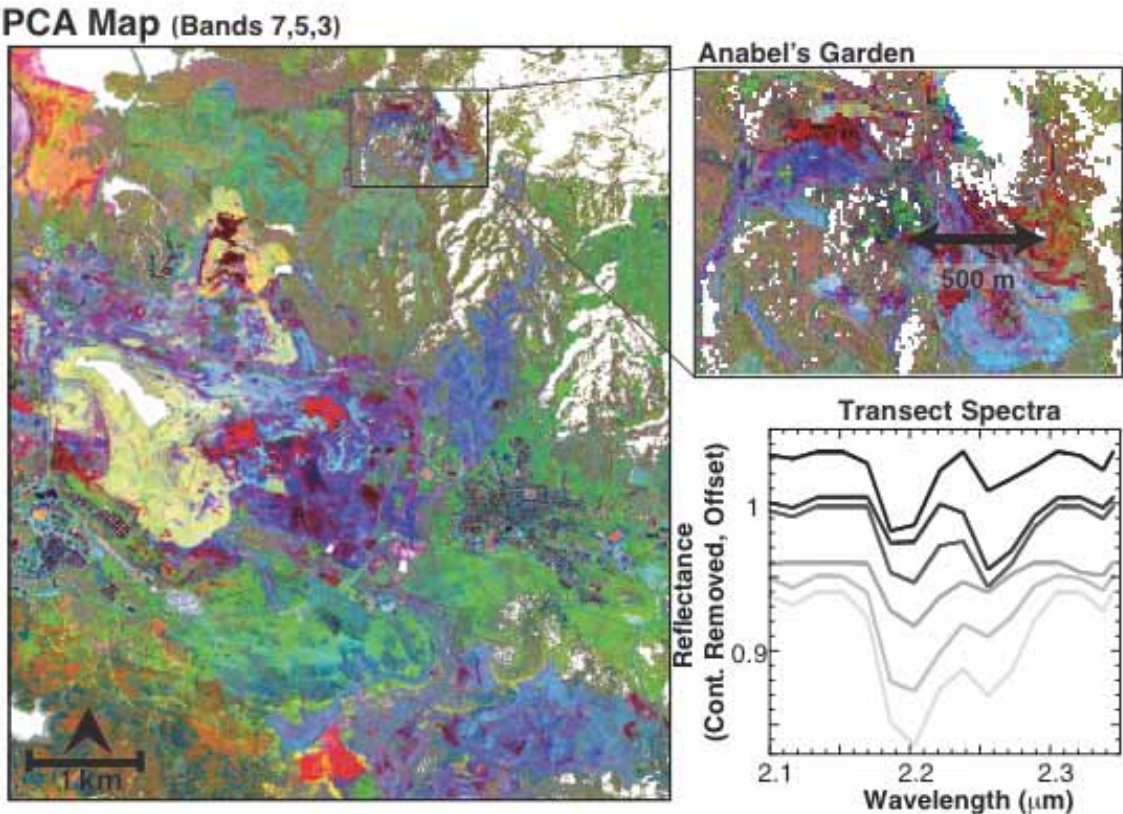 PCA Map (Bands 7,5,3)
Anabel's Garden
500 m
1 km
Transect Spectra
1
0.9
Reflectance
(Cont. Removed, Offset)
2.1 2.2 2.3
Wavelength (μm)